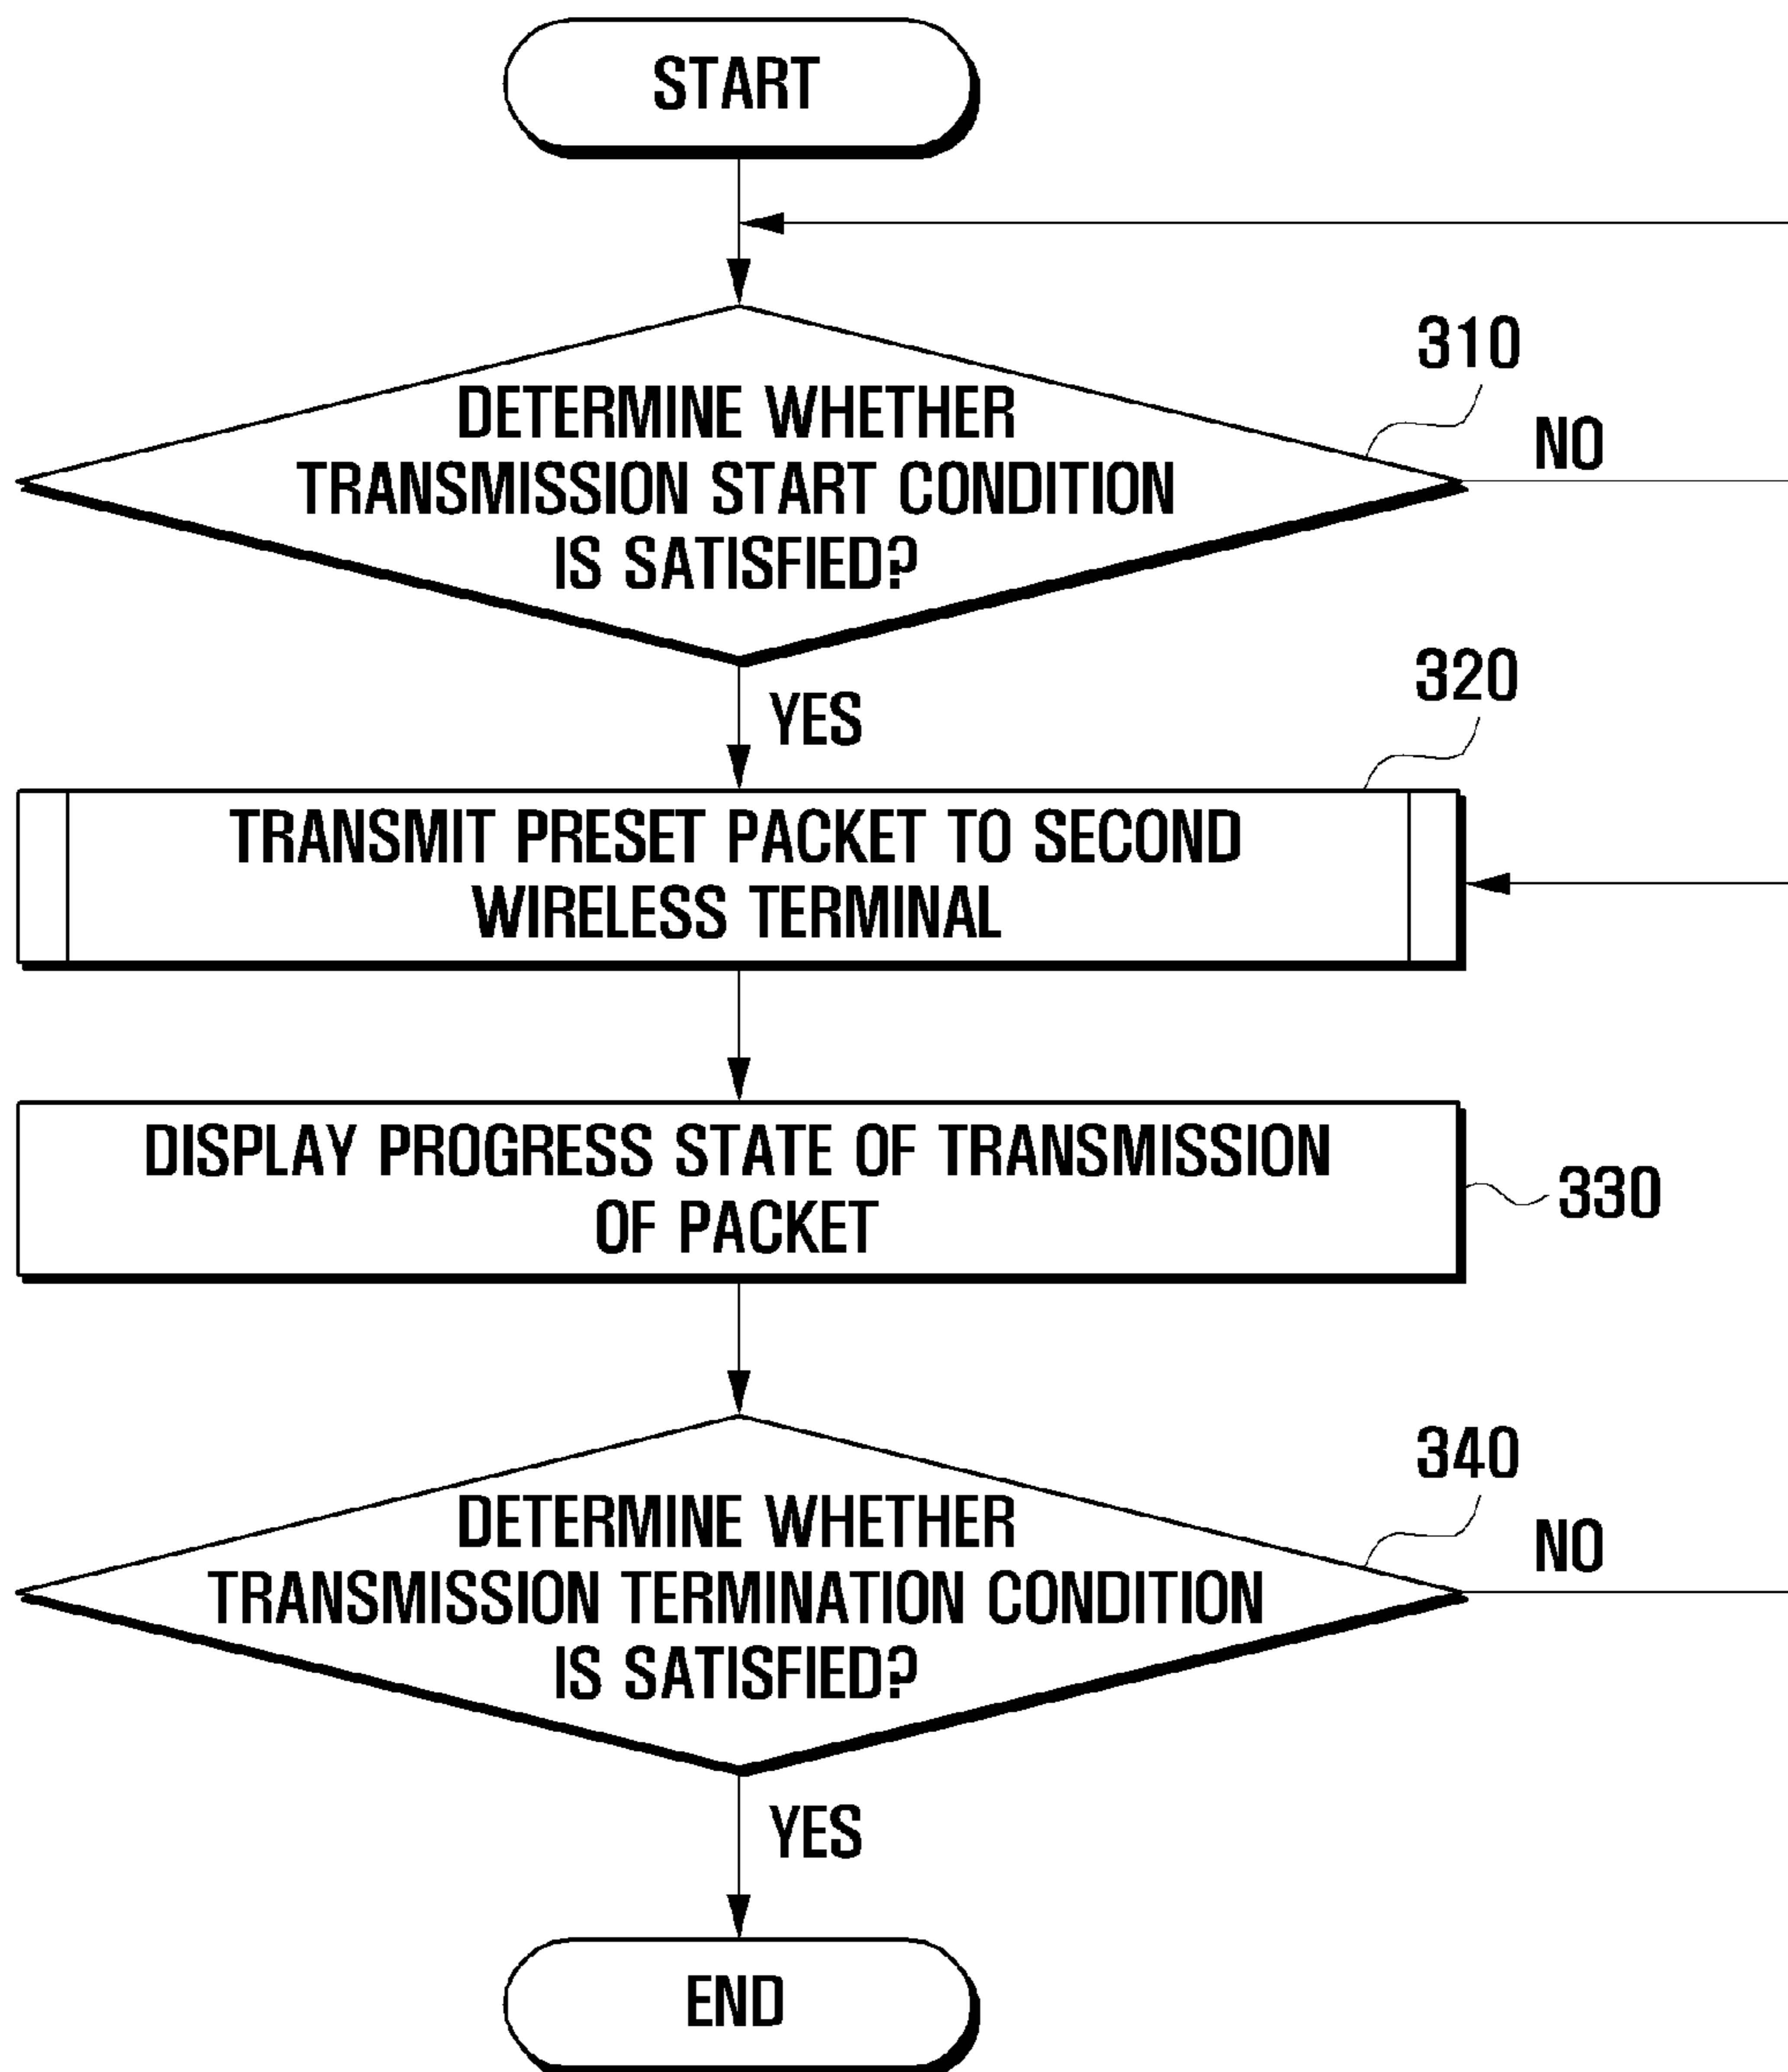 START
310
DETERMINE WHETHER
TRANSMISSION START CONDITION
IS SATISFIED?
NO
YES
320
TRANSMIT PRESET PACKET TO SECOND
WIRELESS TERMINAL
DISPLAY PROGRESS STATE OF TRANSMISSION
OF PACKET
330
340
DETERMINE WHETHER
TRANSMISSION TERMINATION CONDITION
IS SATISFIED?
NO
YES
END